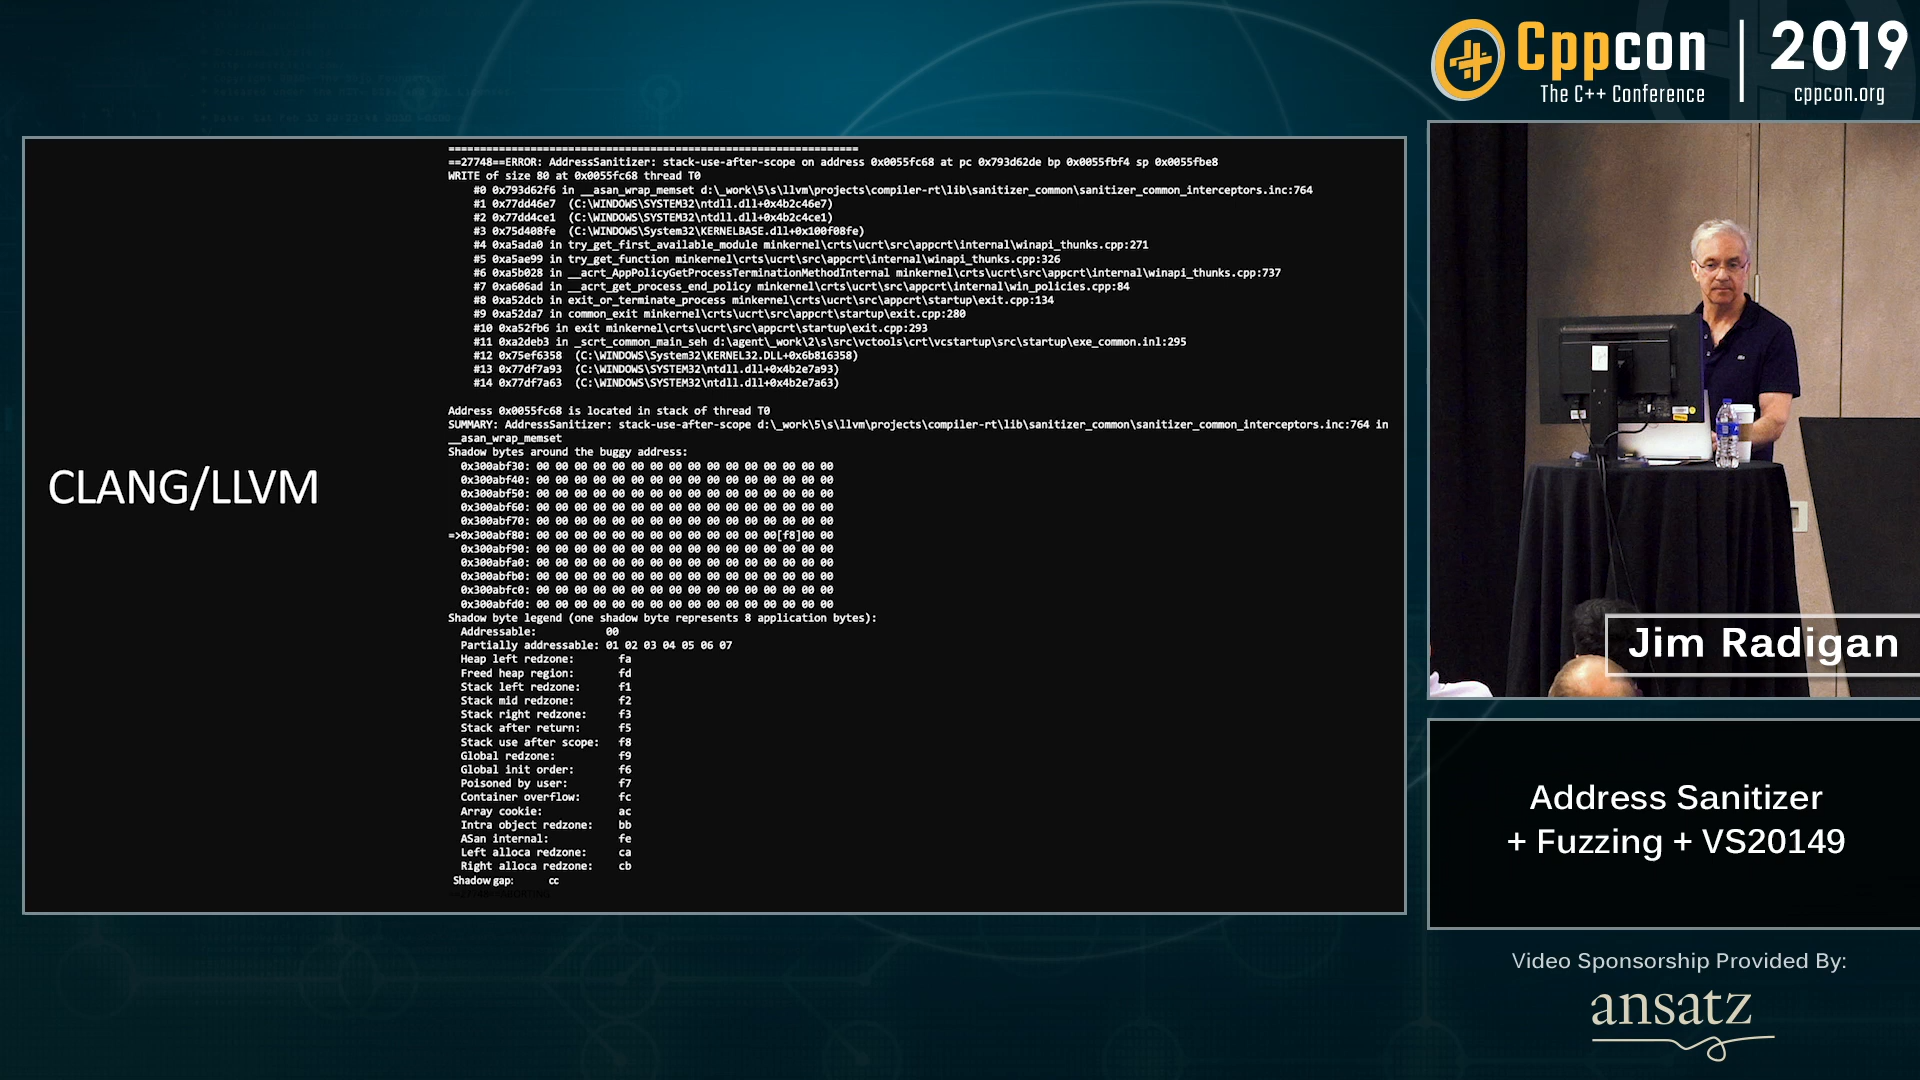 Cppcon
The C++ Conference
2019
cppcon.org
CLANG/LLVM
=================================================================
==27748==ERROR: AddressSanitizer: stack-use-after-scope on address 0x0055fc68 at pc 0x793d62de bp 0x0055fbf4 sp 0x0055fbe8
WRITE of size 80 at 0x0055fc68 thread T0
#0 0x793d62f6 in __asan_wrap_memset d:\_work\5\s\llvm\projects\compiler-rt\lib\sanitizer_common\sanitizer_common_interceptors.inc:764
#1 0x77dd46e7 (C:\WINDOWS\SYSTEM32\ntdll.dll+0x4b2c46e7)
#2 0x77dd4ce1 (C:\WINDOWS\SYSTEM32\ntdll.dll+0x4b2c4ce1)
#3 0x75d408fe (C:\WINDOWS\System32\KERNELBASE.dll+0x100f08fe)
#4 0xa5ada0 in try_get_first_available_module minkernel\crts\ucrt\src\appcrt\internal\winapi_thunks.cpp:271
#5 0xa5ae99 in try_get_function minkernel\crts\ucrt\src\appcrt\internal\winapi_thunks.cpp:326
#6 0xa5b028 in __acrt_AppPolicyGetProcessTerminationMethodInternal minkernel\crts\ucrt\src\appcrt\internal\winapi_thunks.cpp:737
#7 0xa606ad in __acrt_get_process_end_policy minkernel\crts\ucrt\src\appcrt\internal\win_policies.cpp:84
#8 0xa52dcb in exit_or_terminate_process minkernel\crts\ucrt\src\appcrt\startup\exit.cpp:134
#9 0xa52da7 in common_exit minkernel\crts\ucrt\src\appcrt\startup\exit.cpp:280
#10 0xa52fb6 in exit minkernel\crts\ucrt\src\appcrt\startup\exit.cpp:293
#11 0xa2deb3 in _scrt_common_main_seh d:\agent\_work\2\s\src\vctools\crt\vcstartup\src\startup\exe_common.inl:295
#12 0x75ef6358 (C:\WINDOWS\System32\KERNEL32.DLL+0x6b816358)
#13 0x77df7a93 (C:\WINDOWS\SYSTEM32\ntdll.dll+0x4b2e7a93)
#14 0x77df7a63 (C:\WINDOWS\SYSTEM32\ntdll.dll+0x4b2e7a63)
Address 0x0055fc68 is located in stack of thread T0
SUMMARY: AddressSanitizer: stack-use-after-scope d:\_work\5\s\llvm\projects\compiler-rt\lib\sanitizer_common\sanitizer_common_interceptors.inc:764 in
__asan_wrap_memset
Shadow bytes around the buggy address:
0x300abf30: 00 00 00 00 00 00 00 00 00 00 00 00 00 00 00 00
0x300abf40: 00 00 00 00 00 00 00 00 00 00 00 00 00 00 00 00
0x300abf50: 00 00 00 00 00 00 00 00 00 00 00 00 00 00 00 00
0x300abf60: 00 00 00 00 00 00 00 00 00 00 00 00 00 00 00 00
0x300abf70: 00 00 00 00 00 00 00 00 00 00 00 00 00 00 00 00
=>0x300abf80: 00 00 00 00 00 00 00 00 00 00 00 00 00[f8]00 00
0x300abf90: 00 00 00 00 00 00 00 00 00 00 00 00 00 00 00 00
0x300abfa0: 00 00 00 00 00 00 00 00 00 00 00 00 00 00 00 00
0x300abfb0: 00 00 00 00 00 00 00 00 00 00 00 00 00 00 00 00
0x300abfc0: 00 00 00 00 00 00 00 00 00 00 00 00 00 00 00 00
0x300abfd0: 00 00 00 00 00 00 00 00 00 00 00 00 00 00 00 00
Shadow byte legend (one shadow byte represents 8 application bytes):
Addressable: 00
Partially addressable: 01 02 03 04 05 06 07
Heap left redzone: fa
Freed heap region: fd
Stack left redzone: f1
Stack mid redzone: f2
Stack right redzone: f3
Stack after return: f5
Stack use after scope: f8
Global redzone: f9
Global init order: f6
Poisoned by user: f7
Container overflow: fc
Array cookie: ac
Intra object redzone: bb
ASan internal: fe
Left alloca redzone: ca
Right alloca redzone: cb
Shadow gap: cc
Jim Radigan
Address Sanitizer
+ Fuzzing + VS20149
Video Sponsorship Provided By:
ansatz